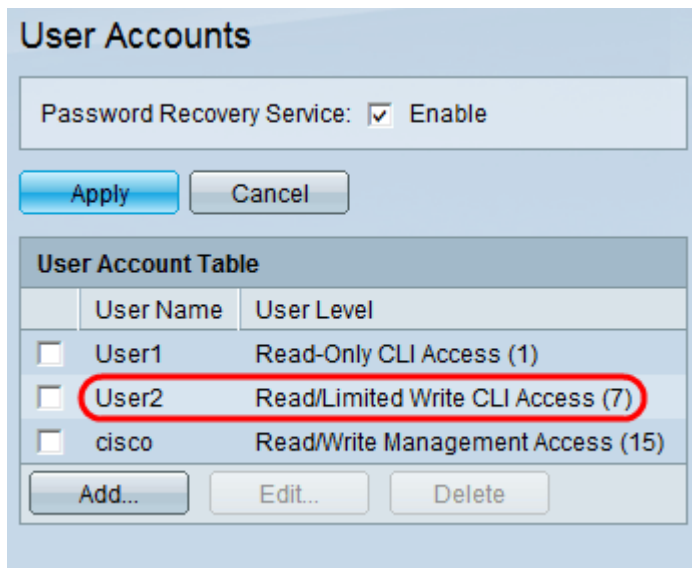 User Accounts
Password Recovery Service: Enable
Apply Cancel
User Account Table
User Name User Level
User1 Read-Only CLI Access (1)
User2 Read/Limited Write CLI Access (7)
cisco Read/Write Management Access (15)
Add... Edit... Delete